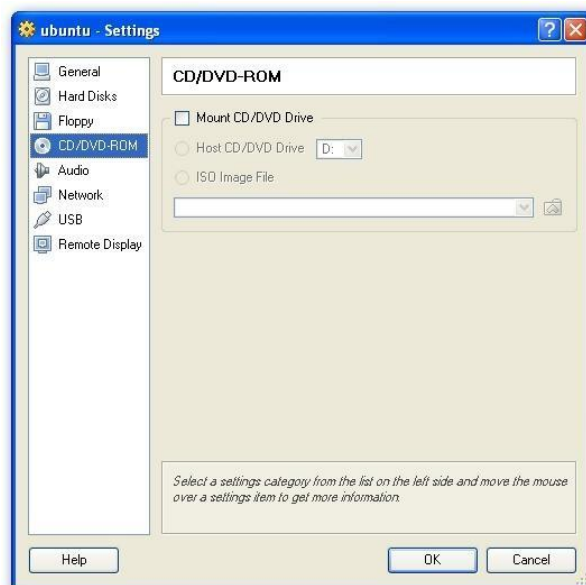 ubuntu - Settings
General
Hard Disks
Floppy
CD/DVD-ROM
Audio
Network
USB
Remote Display
CD/DVD-ROM
Mount CD/DVD Drive
Host CD/DVD Drive D:
ISO Image File
Select a settings category from the list on the left side and move the mouse
over a settings item to get more information.
Help OK Cancel